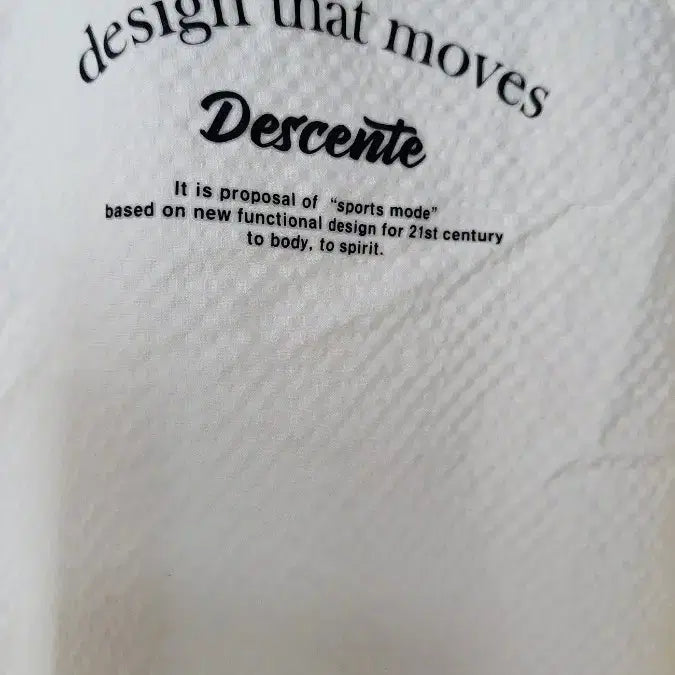 design that moves
Descente
It is proposal of “sports mode”
based on new functional design for 21st century
to body, to spirit.